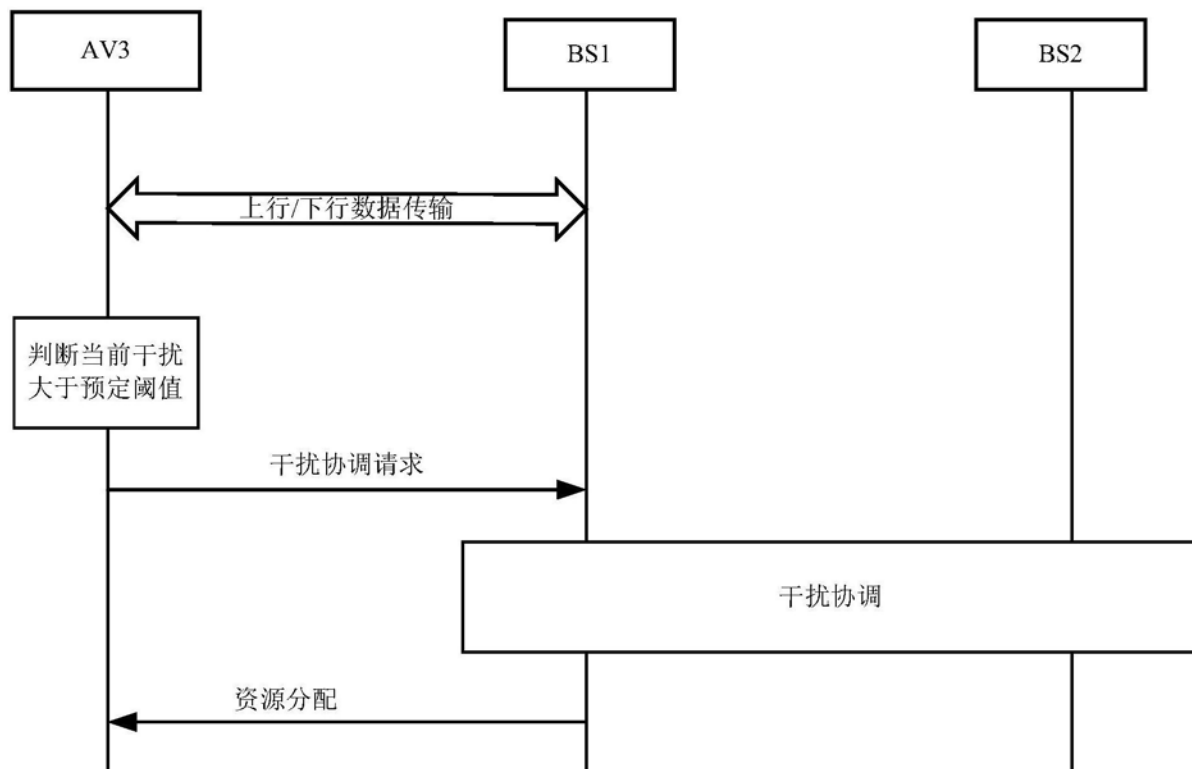 AV3
BS1
BS2
上行/下行数据传输
判断当前干扰
大于预定阈值
干扰协调请求
干扰协调
资源分配